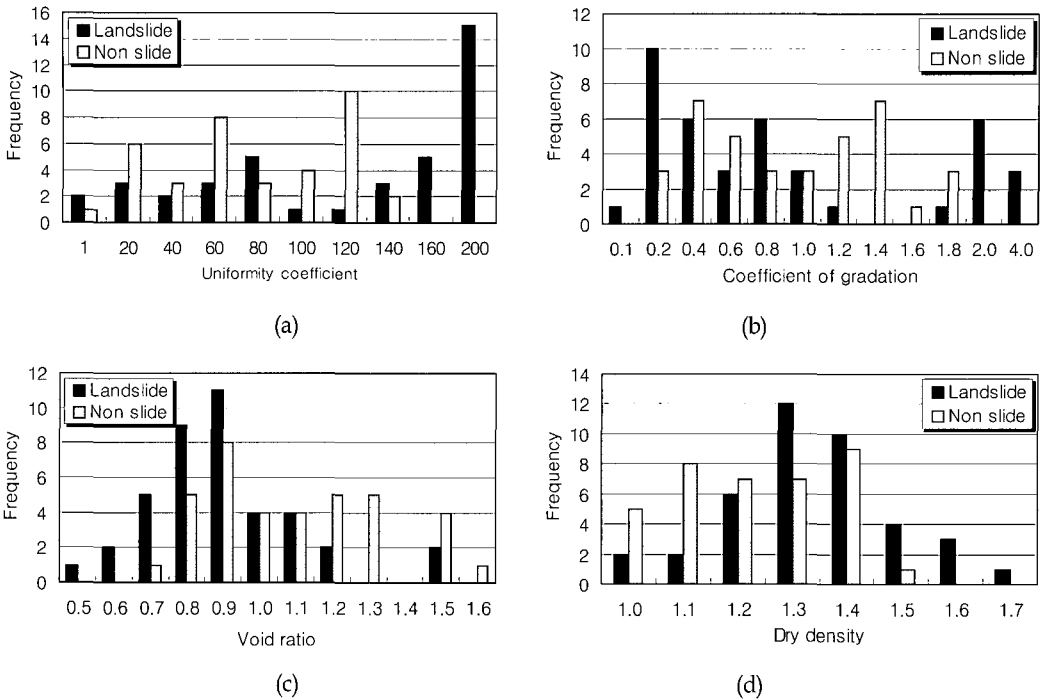 Landslide
Non slide
16
14
12
10
8
6
4
2
0
Frequency
1 20 40 60 80 100 120 140 160 200
Uniformity coefficient
(a)
Landslide
Non slide
12
10
8
6
4
2
0
Frequency
0.1 0.2 0.4 0.6 0.8 1.0 1.2 1.4 1.6 1.8 2.0 4.0
Coefficient of gradation
(b)
Landslide
Non slide
12
10
8
6
4
2
0
Frequency
0.5 0.6 0.7 0.8 0.9 1.0 1.1 1.2 1.3 1.4 1.5 1.6
Void ratio
(c)
Landslide
Non slide
14
12
10
8
6
4
2
0
Frequency
1.0 1.1 1.2 1.3 1.4 1.5 1.6 1.7
Dry density
(d)